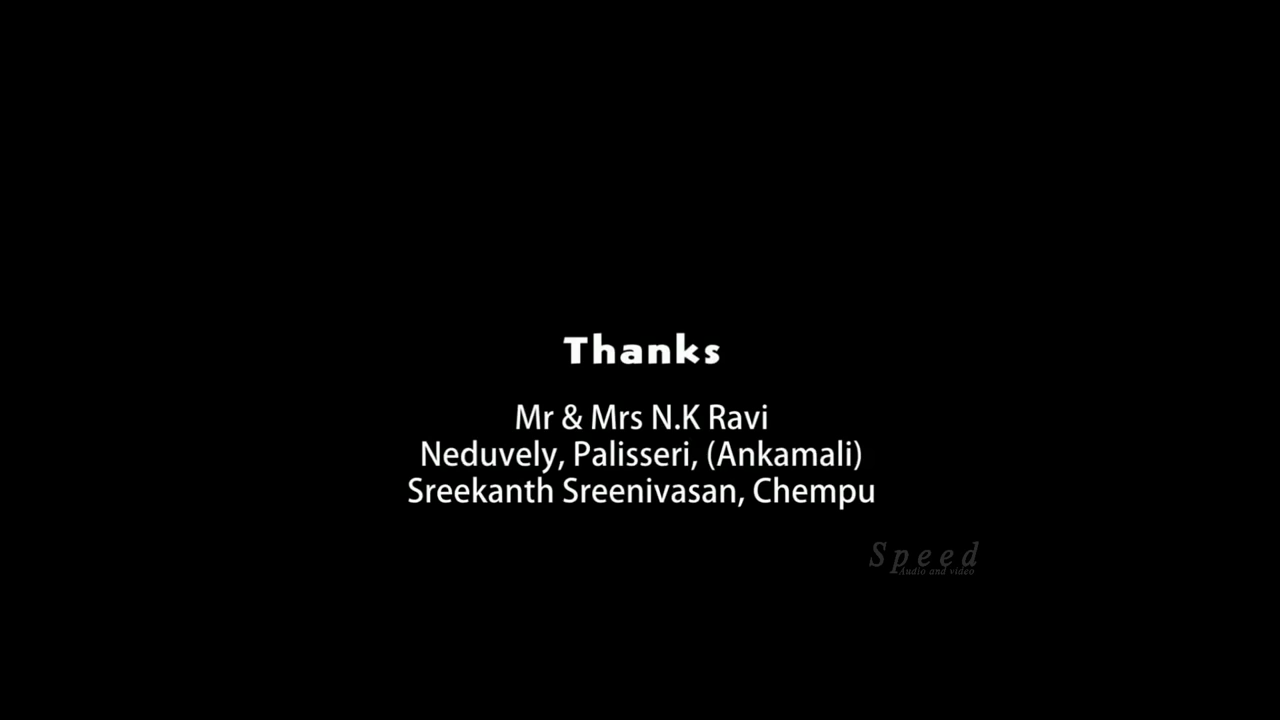 Thanks
Mr & Mrs N.K Ravi
Neduvely, Palisseri, (Ankamali)
Sreekanth Sreenivasan, Chempu
Speed
Audio and video